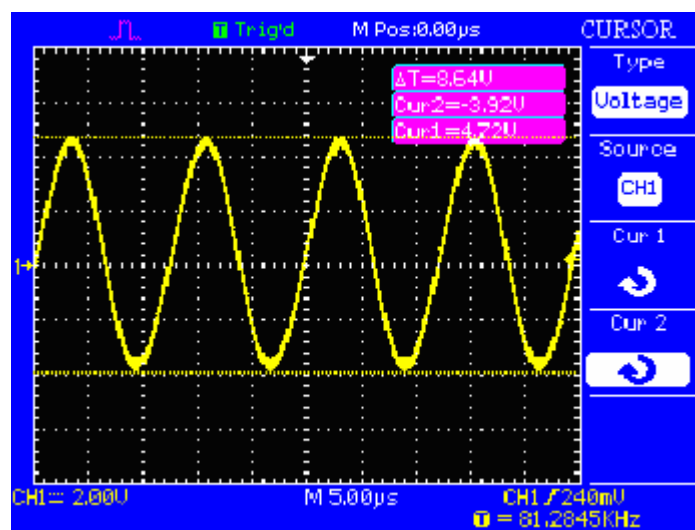 T Trig'd M Pos:0.00µs CURSOR
Type
ΔT=8.64V
Cur2=-3.92V
Voltage
Cur1=4.72V
Source
CH1
Cur 1
1
Cur 2
CH1 2.00V M 5.00µs CH1 240mV
T = 81.2845KHz